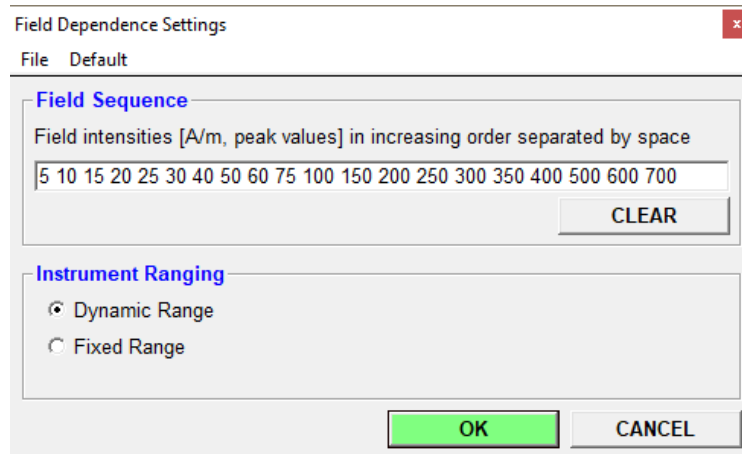 Field Dependence Settings
x
File Default
Field Sequence
Field intensities [A/m, peak values] in increasing order separated by space
5 10 15 20 25 30 40 50 60 75 100 150 200 250 300 350 400 500 600 700
CLEAR
Instrument Ranging
Dynamic Range
Fixed Range
OK CANCEL